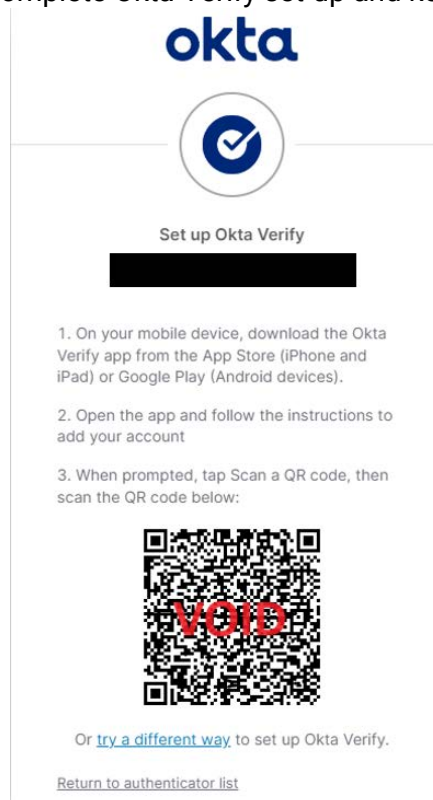 okta
Set up Okta Verify
1. On your mobile device, download the Okta
Verify app from the App Store (iPhone and
iPad) or Google Play (Android devices).
2. Open the app and follow the instructions to
add your account
3. When prompted, tap Scan a QR code, then
scan the QR code below:
VOID
Or try a different way to set up Okta Verify.
Return to authenticator list